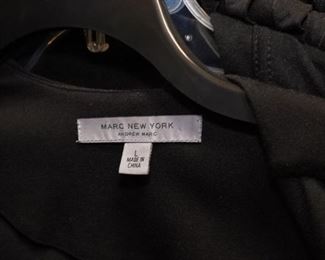 MARC NEW YORK
ANDREW MARC
L
MADE IN
CHINA